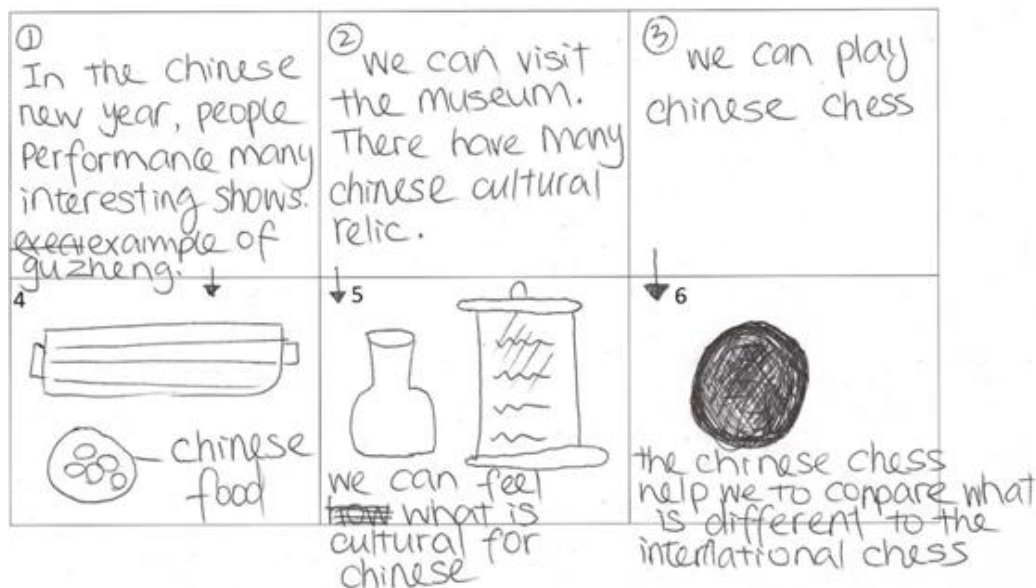 ①
In the chinese
new year, people
performance many
interesting shows.
example of
guzheng.
②
we can visit
the museum.
There have many
chinese cultural
relic.
③
we can play
chinese chess
4
chinese
food
5
we can feel
what is
cultural for
chinese
6
the chinese chess
help we to compare what
is different to the
international chess